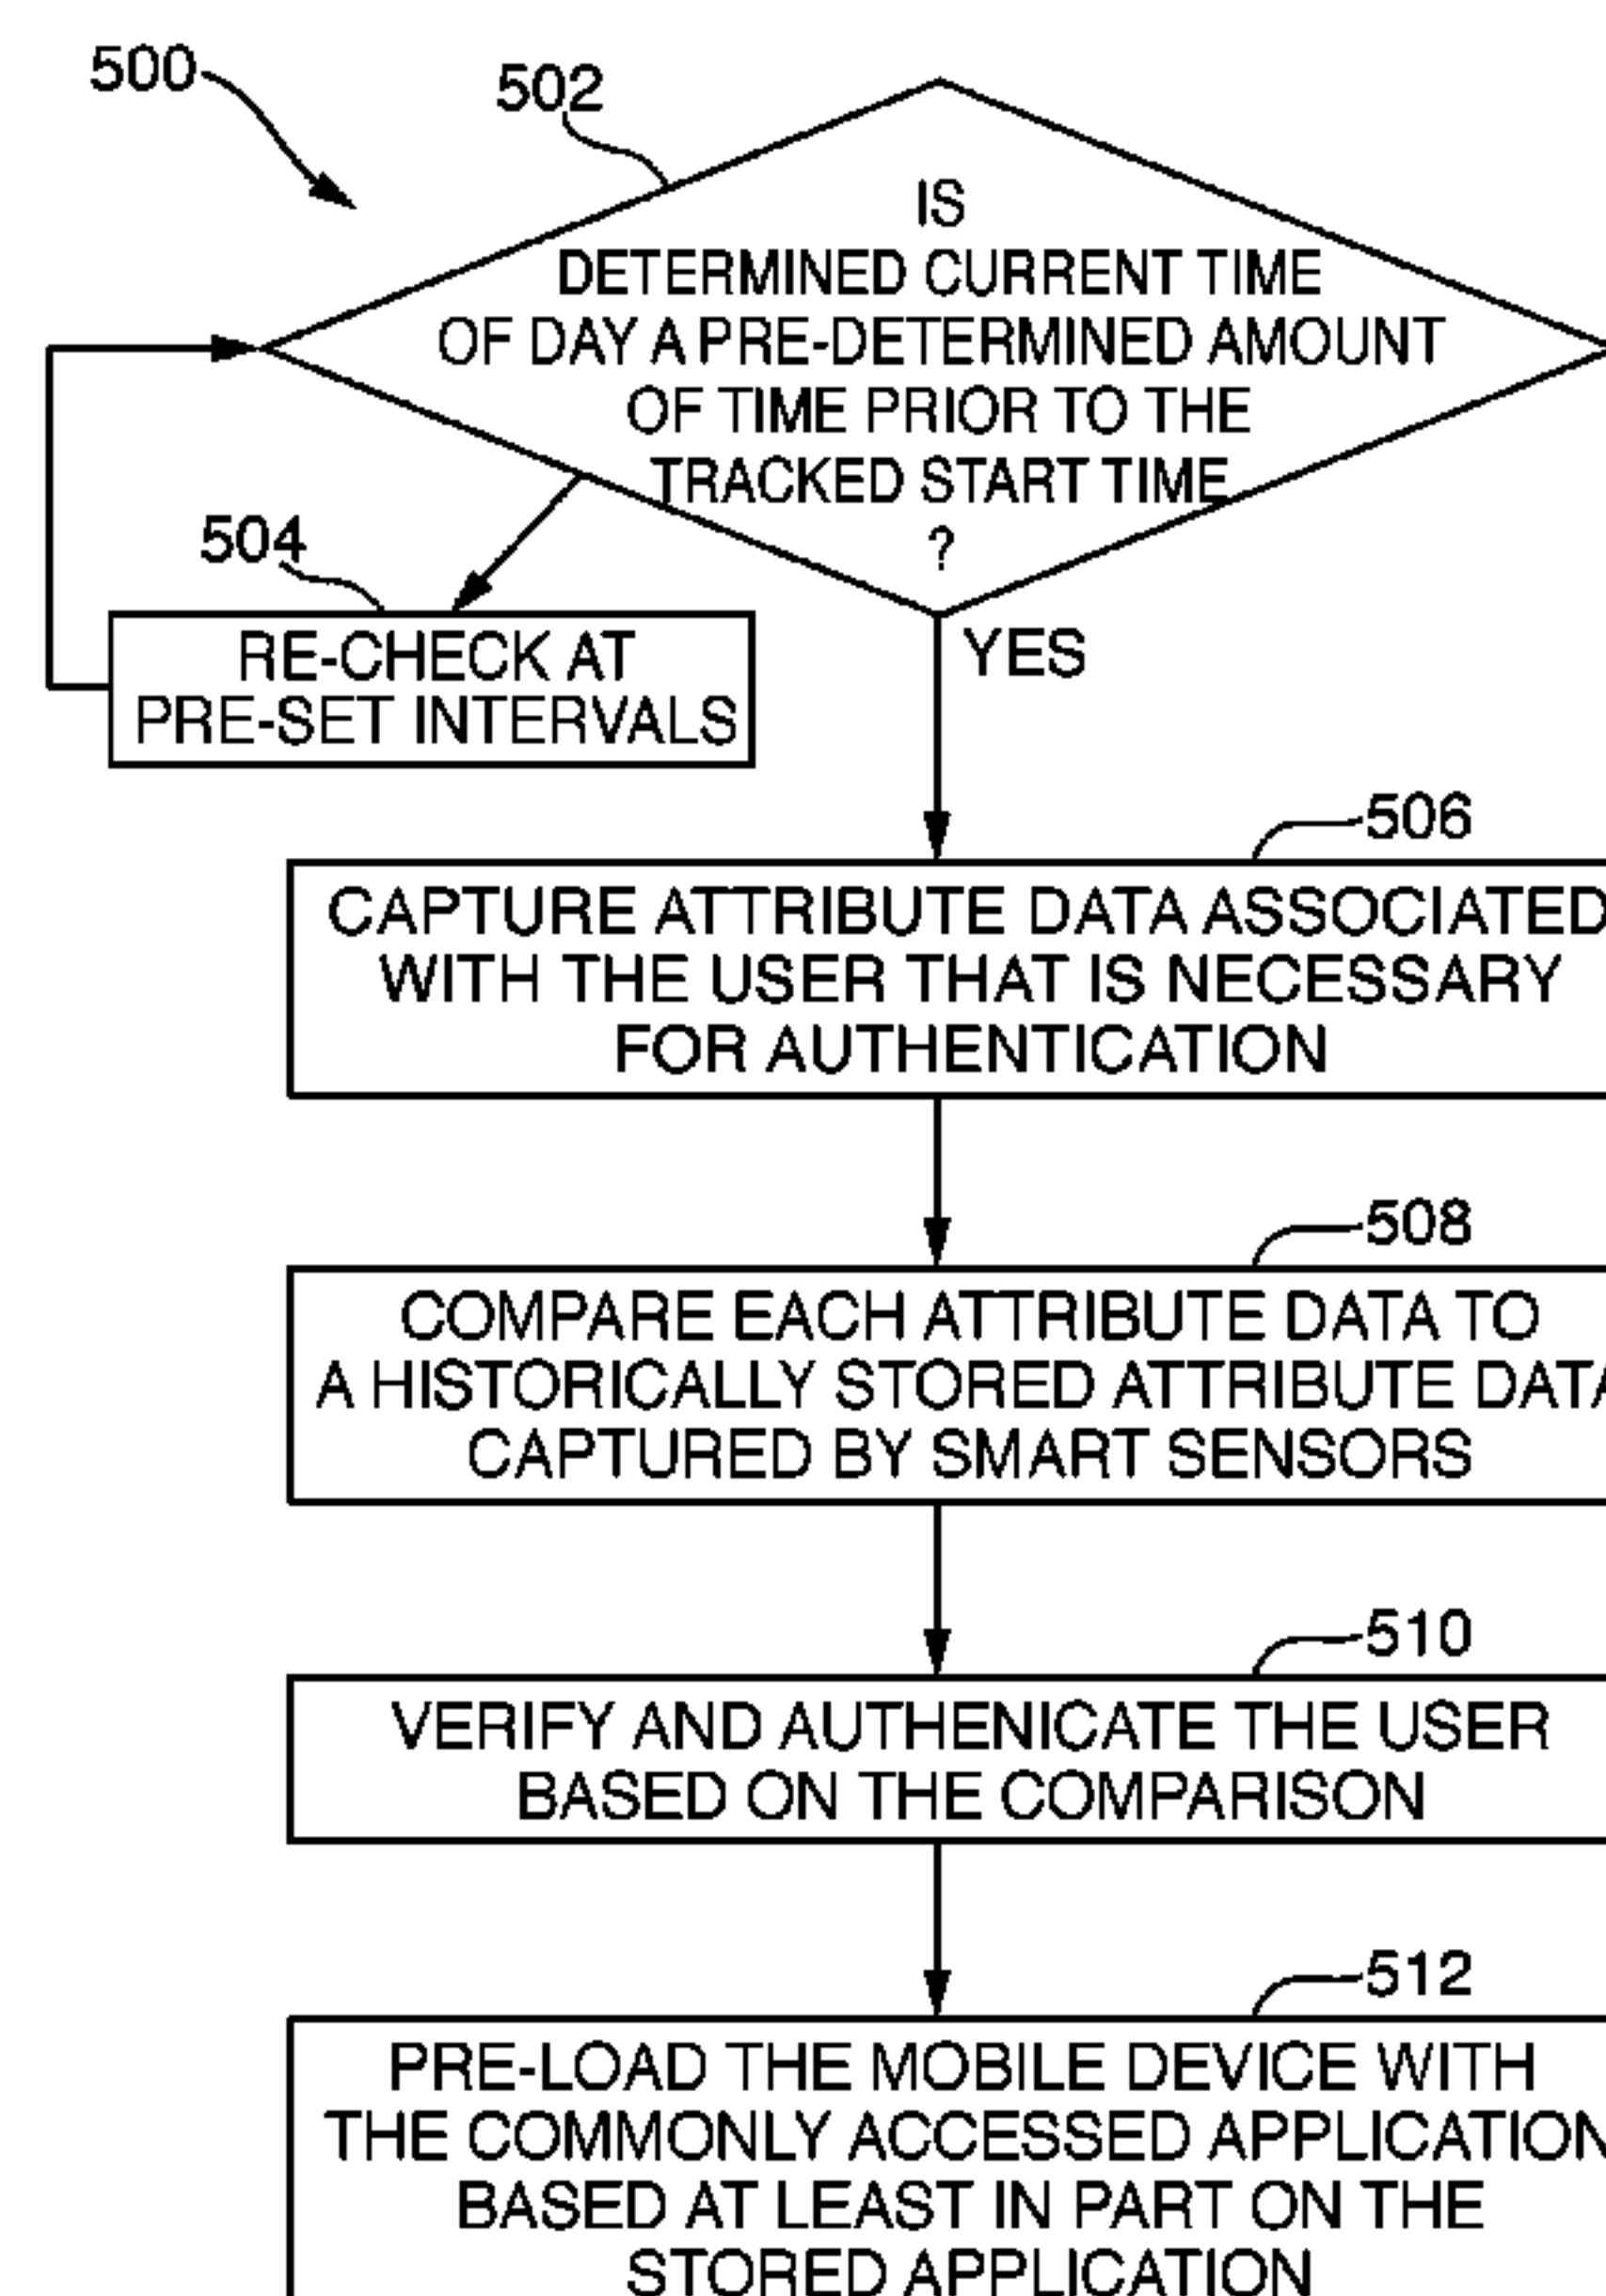 500
502
IS
DETERMINED CURRENT TIME
OF DAY A PRE-DETERMINED AMOUNT
OF TIME PRIOR TO THE
TRACKED START TIME
?
504
RE-CHECK AT
PRE-SET INTERVALS
YES
506
CAPTURE ATTRIBUTE DATA ASSOCIATED
WITH THE USER THAT IS NECESSARY
FOR AUTHENTICATION
508
COMPARE EACH ATTRIBUTE DATA TO
A HISTORICALLY STORED ATTRIBUTE DATA
CAPTURED BY SMART SENSORS
510
VERIFY AND AUTHENICATE THE USER
BASED ON THE COMPARISON
512
PRE-LOAD THE MOBILE DEVICE WITH
THE COMMONLY ACCESSED APPLICATION
BASED AT LEAST IN PART ON THE
STORED APPLICATION